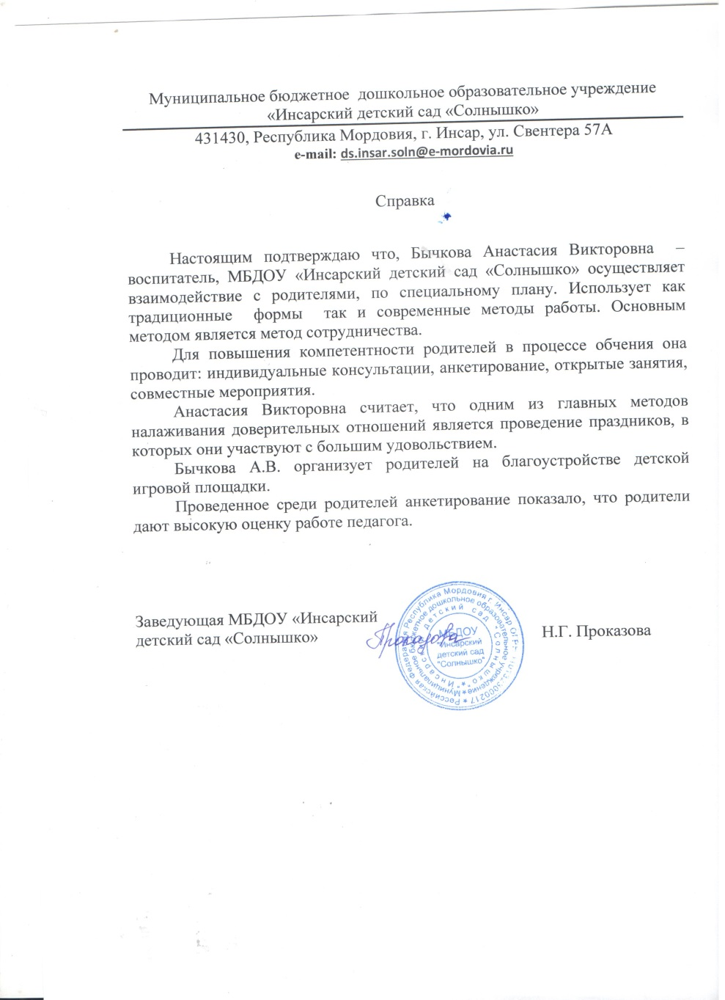 Муниципальное бюджетное дошкольное образовательное учреждение
«Инсарский детский сад «Солнышко»
431430, Республика Мордовия, г. Инсар, ул. Свентера 57А
e-mail: ds.insar.soln@e-mordovia.ru
Справка
Настоящим подтверждаю что, Бычкова Анастасия Викторовна –
воспитатель, МБДОУ «Инсарский детский сад «Солнышко» осуществляет
взаимодействие с родителями, по специальному плану. Использует как
традиционные формы так и современные методы работы. Основным
методом является метод сотрудничества.
Для повышения компетентности родителей в процессе обчения она
проводит: индивидуальные консультации, анкетирование, открытые занятия,
совместные мероприятия.
Анастасия Викторовна считает, что одним из главных методов
налаживания доверительных отношений является проведение праздников, в
которых они участвуют с большим удовольствием.
Бычкова А.В. организует родителей на благоустройстве детской
игровой площадки.
Проведенное среди родителей анкетирование показало, что родители
дают высокую оценку работе педагога.
Заведующая МБДОУ «Инсарский
детский сад «Солнышко»
Проказова
Российская Федерация Республика Мордовия г. Инсар
Муниципальное бюджетное дошкольное образовательное учреждение
"Инсарский детский сад "Солнышко"
МБДОУ
"Инсарский
детский сад
"Солнышко"
Н.Г. Проказова